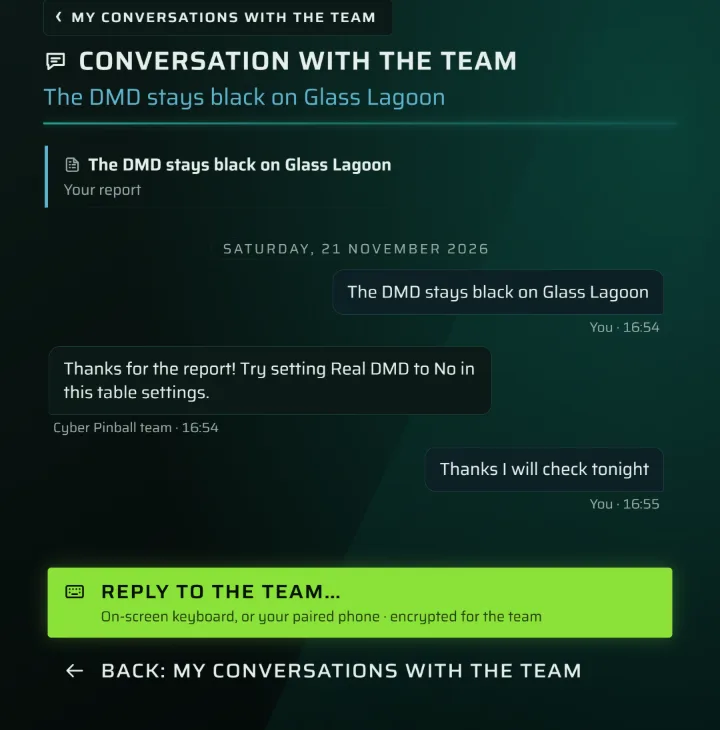 ‹ MY CONVERSATIONS WITH THE TEAM
CONVERSATION WITH THE TEAM
The DMD stays black on Glass Lagoon
The DMD stays black on Glass Lagoon
Your report
SATURDAY, 21 NOVEMBER 2026
The DMD stays black on Glass Lagoon
You · 16:54
Thanks for the report! Try setting Real DMD to No in
this table settings.
Cyber Pinball team · 16:54
Thanks I will check tonight
You · 16:55
REPLY TO THE TEAM…
On-screen keyboard, or your paired phone · encrypted for the team
← BACK: MY CONVERSATIONS WITH THE TEAM